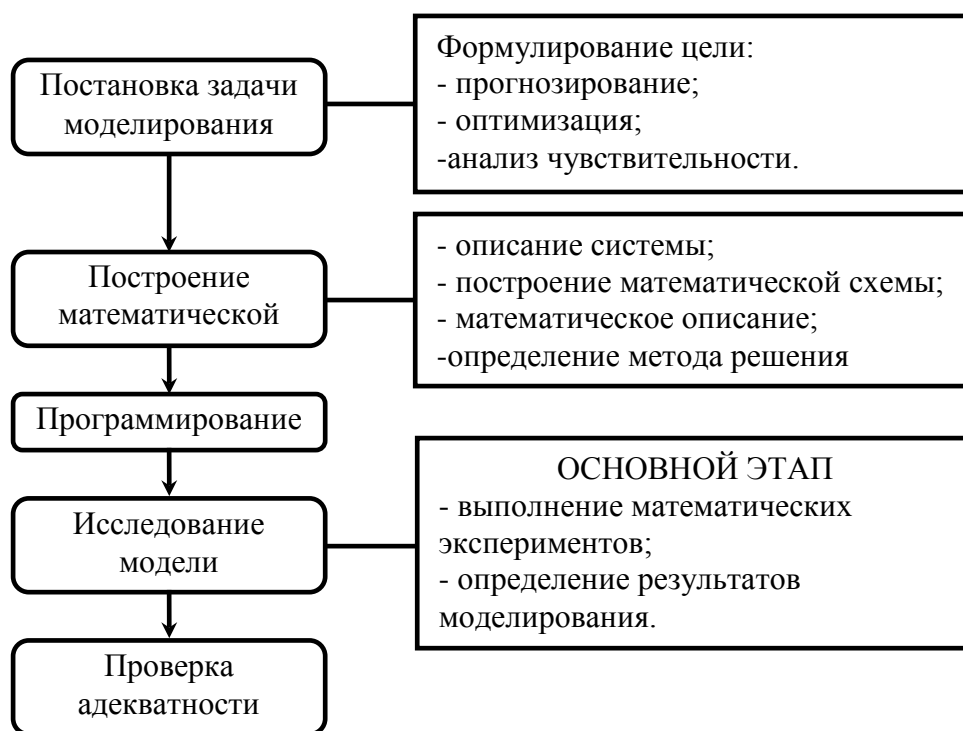 Постановка задачи
моделирования
Формулирование цели:
- прогнозирование;
- оптимизация;
-анализ чувствительности.
Построение
математической
- описание системы;
- построение математической схемы;
- математическое описание;
-определение метода решения
Программирование
Исследование
модели
ОСНОВНОЙ ЭТАП
- выполнение математических
экспериментов;
- определение результатов
моделирования.
Проверка
адекватности